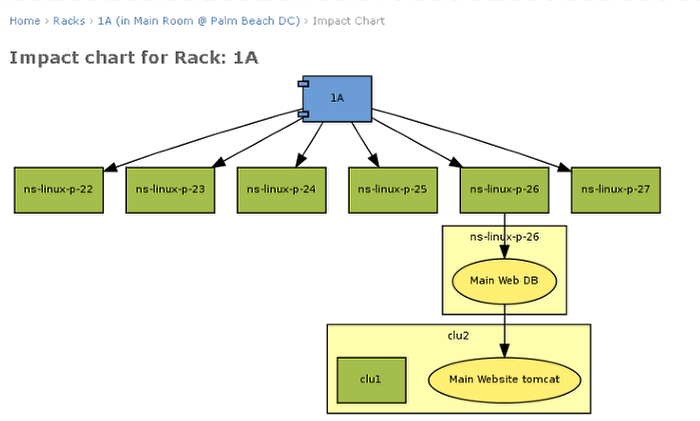 Home › Racks › 1A (in Main Room @ Palm Beach DC) › Impact Chart
Impact chart for Rack: 1A
1A
ns-linux-p-22 ns-linux-p-23 ns-linux-p-24 ns-linux-p-25 ns-linux-p-26 ns-linux-p-27
ns-linux-p-26
Main Web DB
clu2
clu1 Main Website tomcat